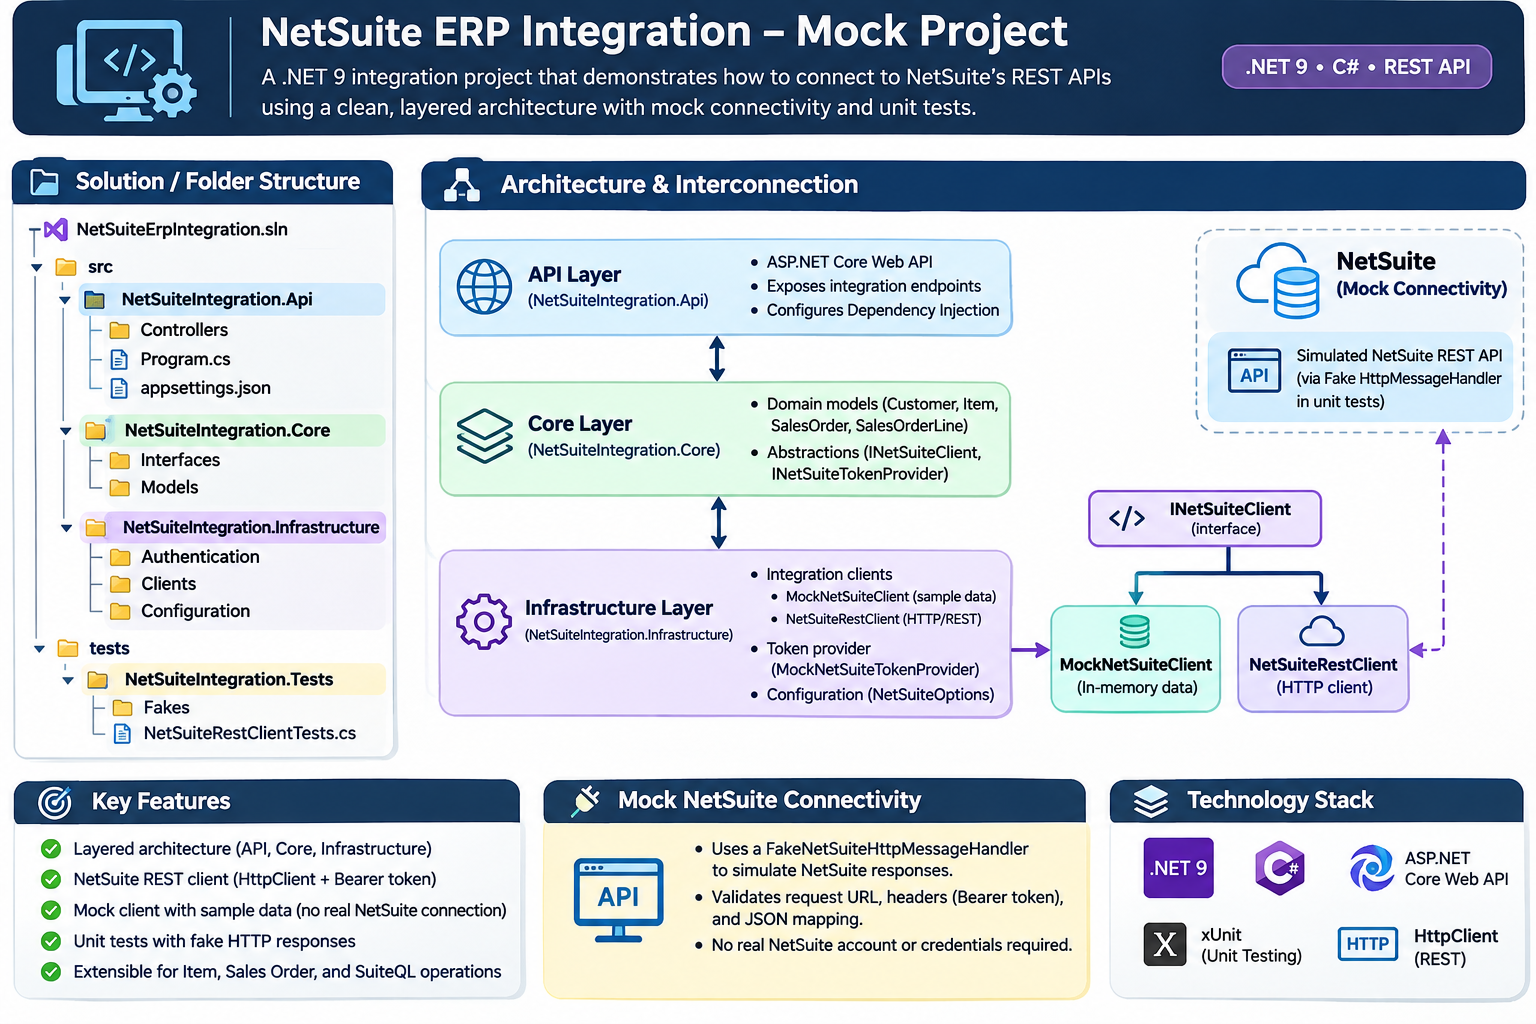 NetSuite ERP Integration – Mock Project
A .NET 9 integration project that demonstrates how to connect to NetSuite's REST APIs
using a clean, layered architecture with mock connectivity and unit tests.
.NET 9 • C# • REST API
Solution / Folder Structure
NetSuiteErpIntegration.sln
src
NetSuiteIntegration.Api
Controllers
Program.cs
appsettings.json
NetSuiteIntegration.Core
Interfaces
Models
NetSuiteIntegration.Infrastructure
Authentication
Clients
Configuration
tests
NetSuiteIntegration.Tests
Fakes
NetSuiteRestClientTests.cs
Architecture & Interconnection
API Layer
(NetSuiteIntegration.Api)
• ASP.NET Core Web API
• Exposes integration endpoints
• Configures Dependency Injection
Core Layer
(NetSuiteIntegration.Core)
• Domain models (Customer, Item,
SalesOrder, SalesOrderLine)
• Abstractions (INetSuiteClient,
INetSuiteTokenProvider)
Infrastructure Layer
(NetSuiteIntegration.Infrastructure)
• Integration clients
• MockNetSuiteClient (sample data)
• NetSuiteRestClient (HTTP/REST)
• Token provider
(MockNetSuiteTokenProvider)
• Configuration (NetSuiteOptions)
NetSuite
(Mock Connectivity)
API
Simulated NetSuite REST API
(via Fake HttpMessageHandler
in unit tests)
</>
INetSuiteClient
(interface)
MockNetSuiteClient
(In-memory data)
NetSuiteRestClient
(HTTP client)
Key Features
Layered architecture (API, Core, Infrastructure)
NetSuite REST client (HttpClient + Bearer token)
Mock client with sample data (no real NetSuite connection)
Unit tests with fake HTTP responses
Extensible for Item, Sales Order, and SuiteQL operations
Mock NetSuite Connectivity
API
• Uses a FakeNetSuiteHttpMessageHandler
to simulate NetSuite responses.
• Validates request URL, headers (Bearer token),
and JSON mapping.
• No real NetSuite account or credentials required.
Technology Stack
.NET 9
C#
ASP.NET
Core Web API
X
xUnit
(Unit Testing)
HTTP
HttpClient
(REST)